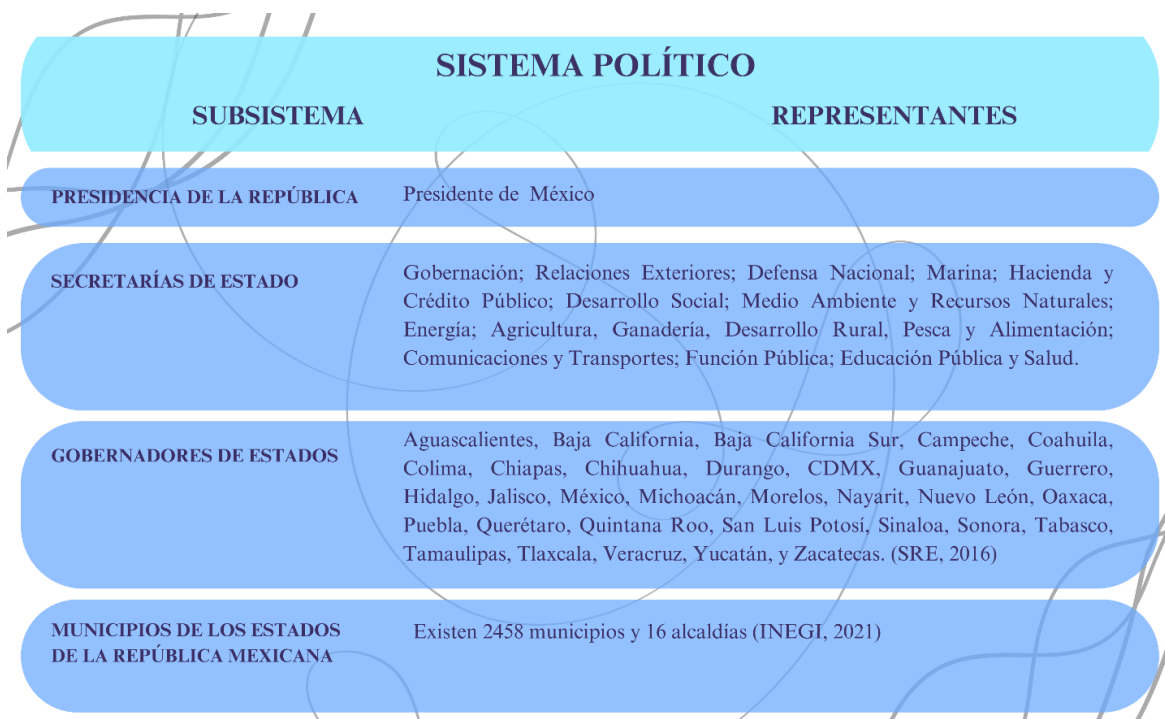 SISTEMA POLÍTICO
SUBSISTEMA REPRESENTANTES
PRESIDENCIA DE LA REPÚBLICA Presidente de México
SECRETARÍAS DE ESTADO
Gobernación; Relaciones Exteriores; Defensa Nacional; Marina; Hacienda y
Crédito Público; Desarrollo Social; Medio Ambiente y Recursos Naturales;
Energía; Agricultura, Ganadería, Desarrollo Rural, Pesca y Alimentación;
Comunicaciones y Transportes; Función Pública; Educación Pública y Salud.
GOBERNADORES DE ESTADOS
Aguascalientes, Baja California, Baja California Sur, Campeche, Coahuila,
Colima, Chiapas, Chihuahua, Durango, CDMX, Guanajuato, Guerrero,
Hidalgo, Jalisco, México, Michoacán, Morelos, Nayarit, Nuevo León, Oaxaca,
Puebla, Querétaro, Quintana Roo, San Luis Potosí, Sinaloa, Sonora, Tabasco,
Tamaulipas, Tlaxcala, Veracruz, Yucatán, y Zacatecas. (SRE, 2016)
MUNICIPIOS DE LOS ESTADOS
DE LA REPÚBLICA MEXICANA
Existen 2458 municipios y 16 alcaldías (INEGI, 2021)